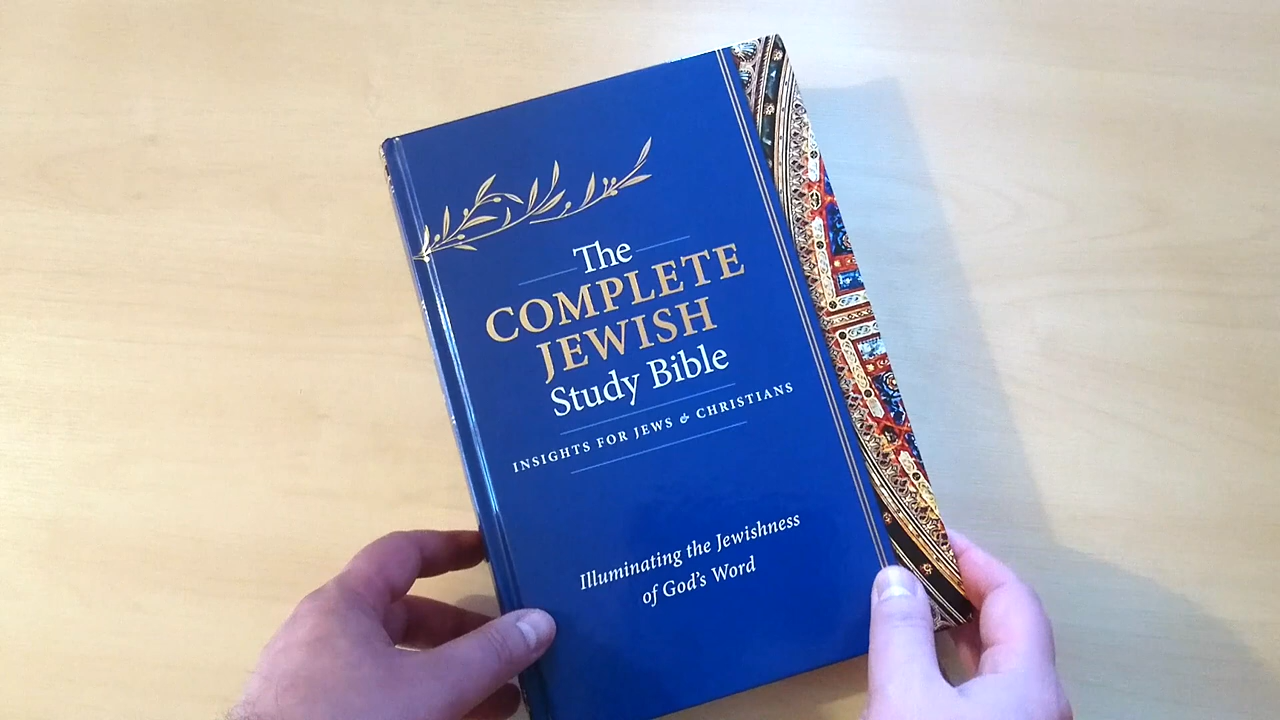 The
COMPLETE
JEWISH
Study Bible
INSIGHTS FOR JEWS & CHRISTIANS
Illuminating the Jewishness
of God's Word